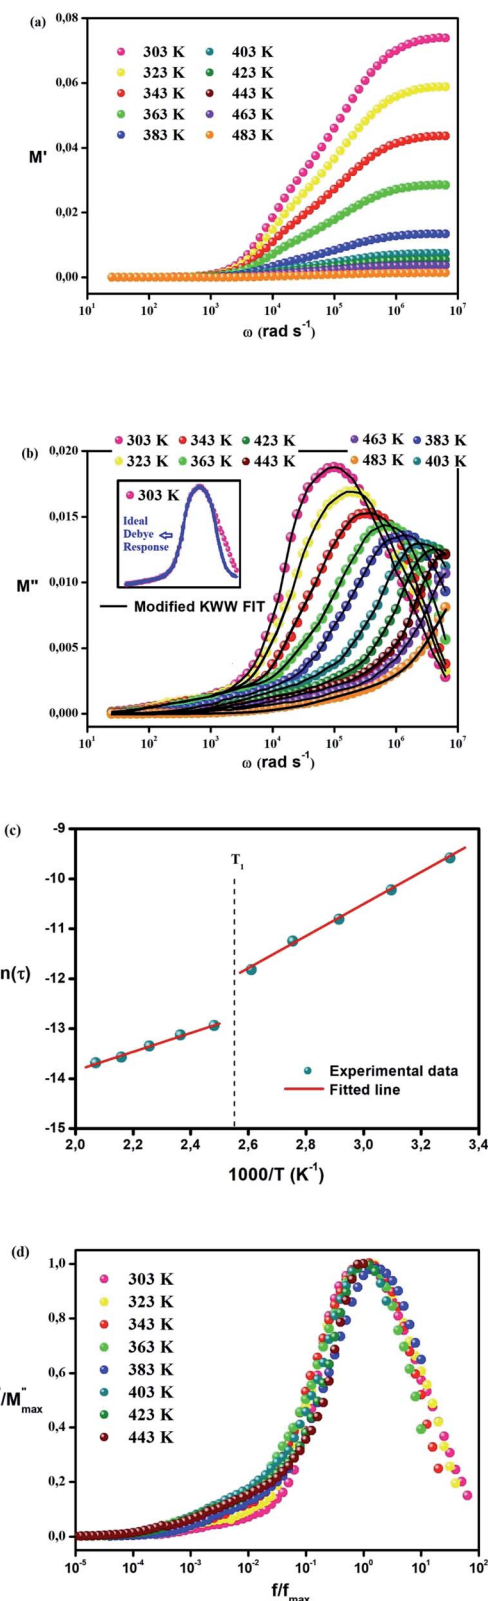 (a)
0,08
0,06
0,04
0,02
0,00
M'
303 K 403 K
323 K 423 K
343 K 443 K
363 K 463 K
383 K 483 K
10¹ 10² 10³ 10⁴ 10⁵ 10⁶ 10⁷
ω (rad s⁻¹)
(b)
303 K 343 K 423 K 463 K 383 K
323 K 363 K 443 K 483 K 403 K
0,020
0,015
0,010
0,005
0,000
M''
303 K
Ideal
Debye
Response
Modified KWW FIT
10¹ 10² 10³ 10⁴ 10⁵ 10⁶ 10⁷
ω (rad s⁻¹)
(c)
-9
-10
-11
-12
-13
-14
-15
n(τ)
T₁
Experimental data
Fitted line
2,0 2,2 2,4 2,6 2,8 3,0 3,2 3,4
1000/T (K⁻¹)
(d)
1,0
0,8
0,6
0,4
0,2
0,0
"/M"max
303 K
323 K
343 K
363 K
383 K
403 K
423 K
443 K
10⁻⁵ 10⁻⁴ 10⁻³ 10⁻² 10⁻¹ 10⁰ 10¹ 10²
f/fmax